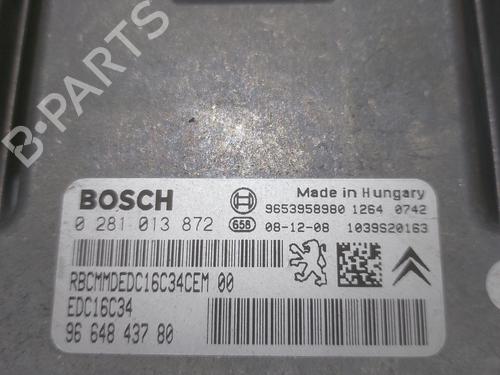 B-PARTS
BOSCH
Made in Hungary
9653958980 1264 0742
0 281 013 872 658 08-12-08 1039S20163
RBCMMDEDC16C34CEM 00
EDC16C34
96 648 437 80